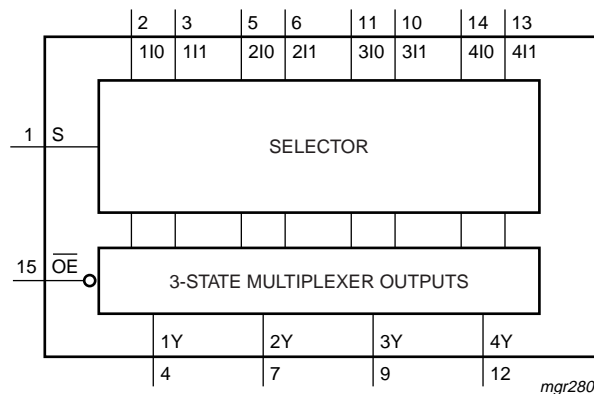 2 3 5 6 11 10 14 13
1I0 1I1 2I0 2I1 3I0 3I1 4I0 4I1
1 S
SELECTOR
15 O̅E̅
3-STATE MULTIPLEXER OUTPUTS
1Y 2Y 3Y 4Y
4 7 9 12
mgr280